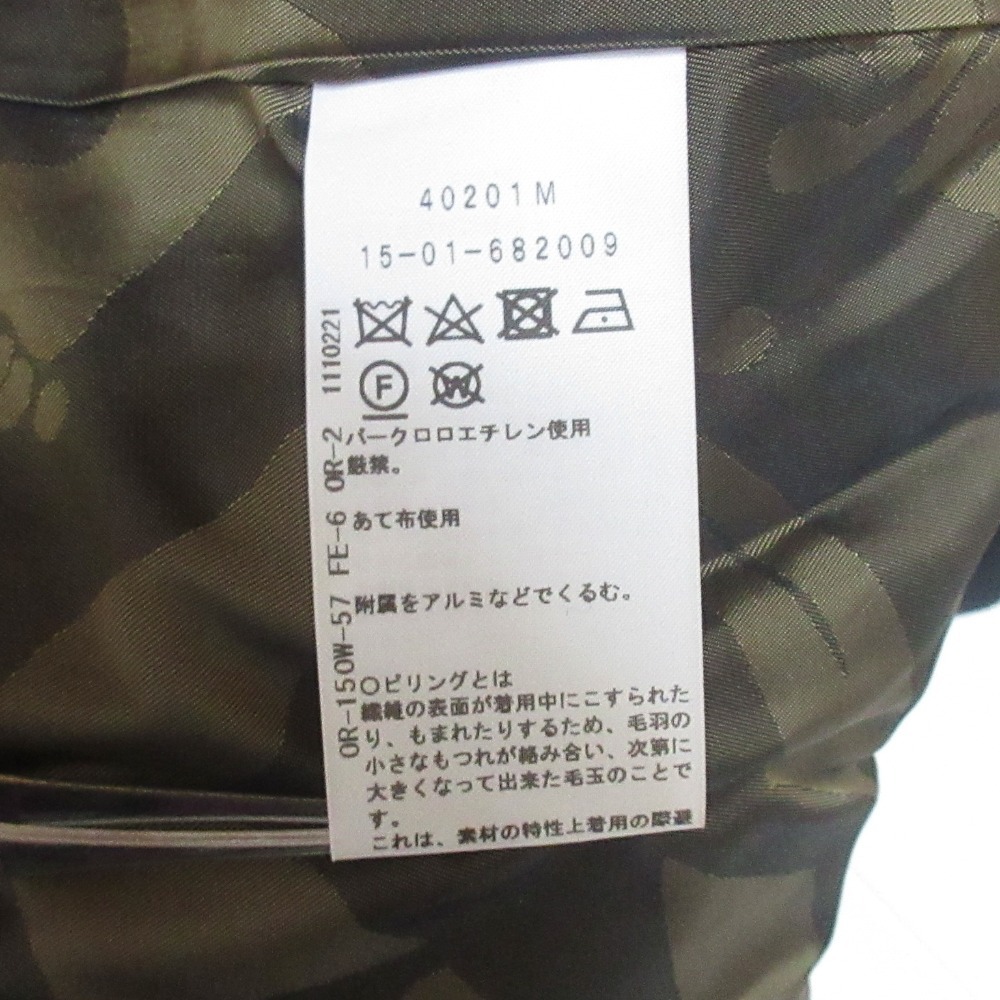 40201M
15-01-682009
F
W
パークロロエチレン使用
厳禁。
あて布使用
附属をアルミなどでくるむ。
○ピリングとは
繊維の表面が着用中にこすられた
り、もまれたりするため、毛羽の
小さなもつれが絡み合い、次第に
大きくなって出来た毛玉のことで
す。
これは、素材の特性上着用の際避
OR-150W-57 FE-6 OR-2 1110221